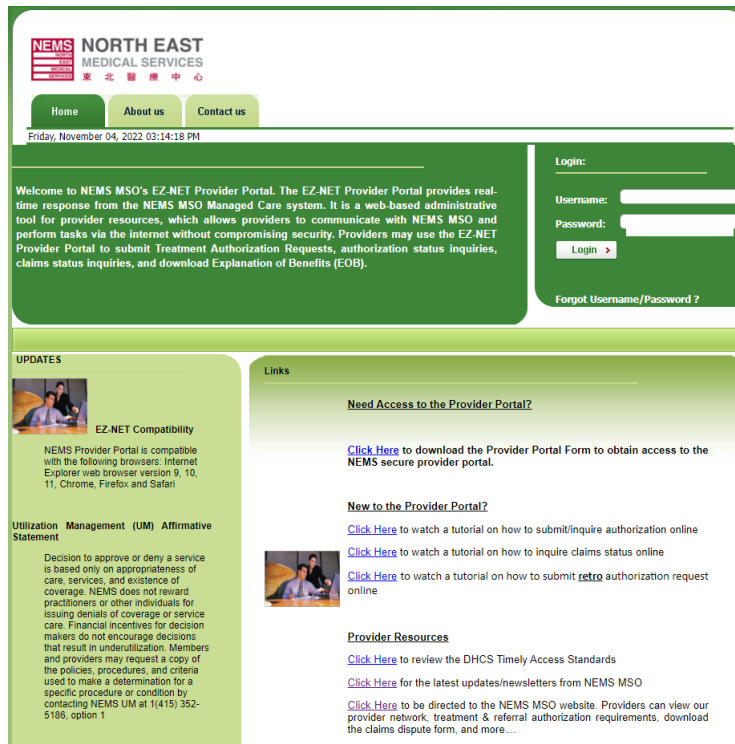 NEMS NORTH EAST
NORTH
EAST
MEDICAL
SERVICES
MEDICAL SERVICES
東 北 醫 療 中 心
Home About us Contact us
Friday, November 04, 2022 03:14:18 PM
Welcome to NEMS MSO's EZ-NET Provider Portal. The EZ-NET Provider Portal provides real-
time response from the NEMS MSO Managed Care system. It is a web-based administrative
tool for provider resources, which allows providers to communicate with NEMS MSO and
perform tasks via the internet without compromising security. Providers may use the EZ-NET
Provider Portal to submit Treatment Authorization Requests, authorization status inquiries,
claims status inquiries, and download Explanation of Benefits (EOB).
Login:
Username:
Password:
Login
Forgot Username/Password ?
UPDATES
EZ-NET Compatibility
NEMS Provider Portal is compatible
with the following browsers: Internet
Explorer web browser version 9, 10,
11, Chrome, Firefox and Safari
Utilization Management (UM) Affirmative
Statement
Decision to approve or deny a service
is based only on appropriateness of
care, services, and existence of
coverage. NEMS does not reward
practitioners or other individuals for
issuing denials of coverage or service
care. Financial incentives for decision
makers do not encourage decisions
that result in underutilization. Members
and providers may request a copy of
the policies, procedures, and criteria
used to make a determination for a
specific procedure or condition by
contacting NEMS UM at 1(415) 352-
5186, option 1
Links
Need Access to the Provider Portal?
Click Here to download the Provider Portal Form to obtain access to the
NEMS secure provider portal.
New to the Provider Portal?
Click Here to watch a tutorial on how to submit/inquire authorization online
Click Here to watch a tutorial on how to inquire claims status online
Click Here to watch a tutorial on how to submit retro authorization request
online
Provider Resources
Click Here to review the DHCS Timely Access Standards
Click Here for the latest updates/newsletters from NEMS MSO
Click Here to be directed to the NEMS MSO website. Providers can view our
provider network, treatment & referral authorization requirements, download
the claims dispute form, and more....